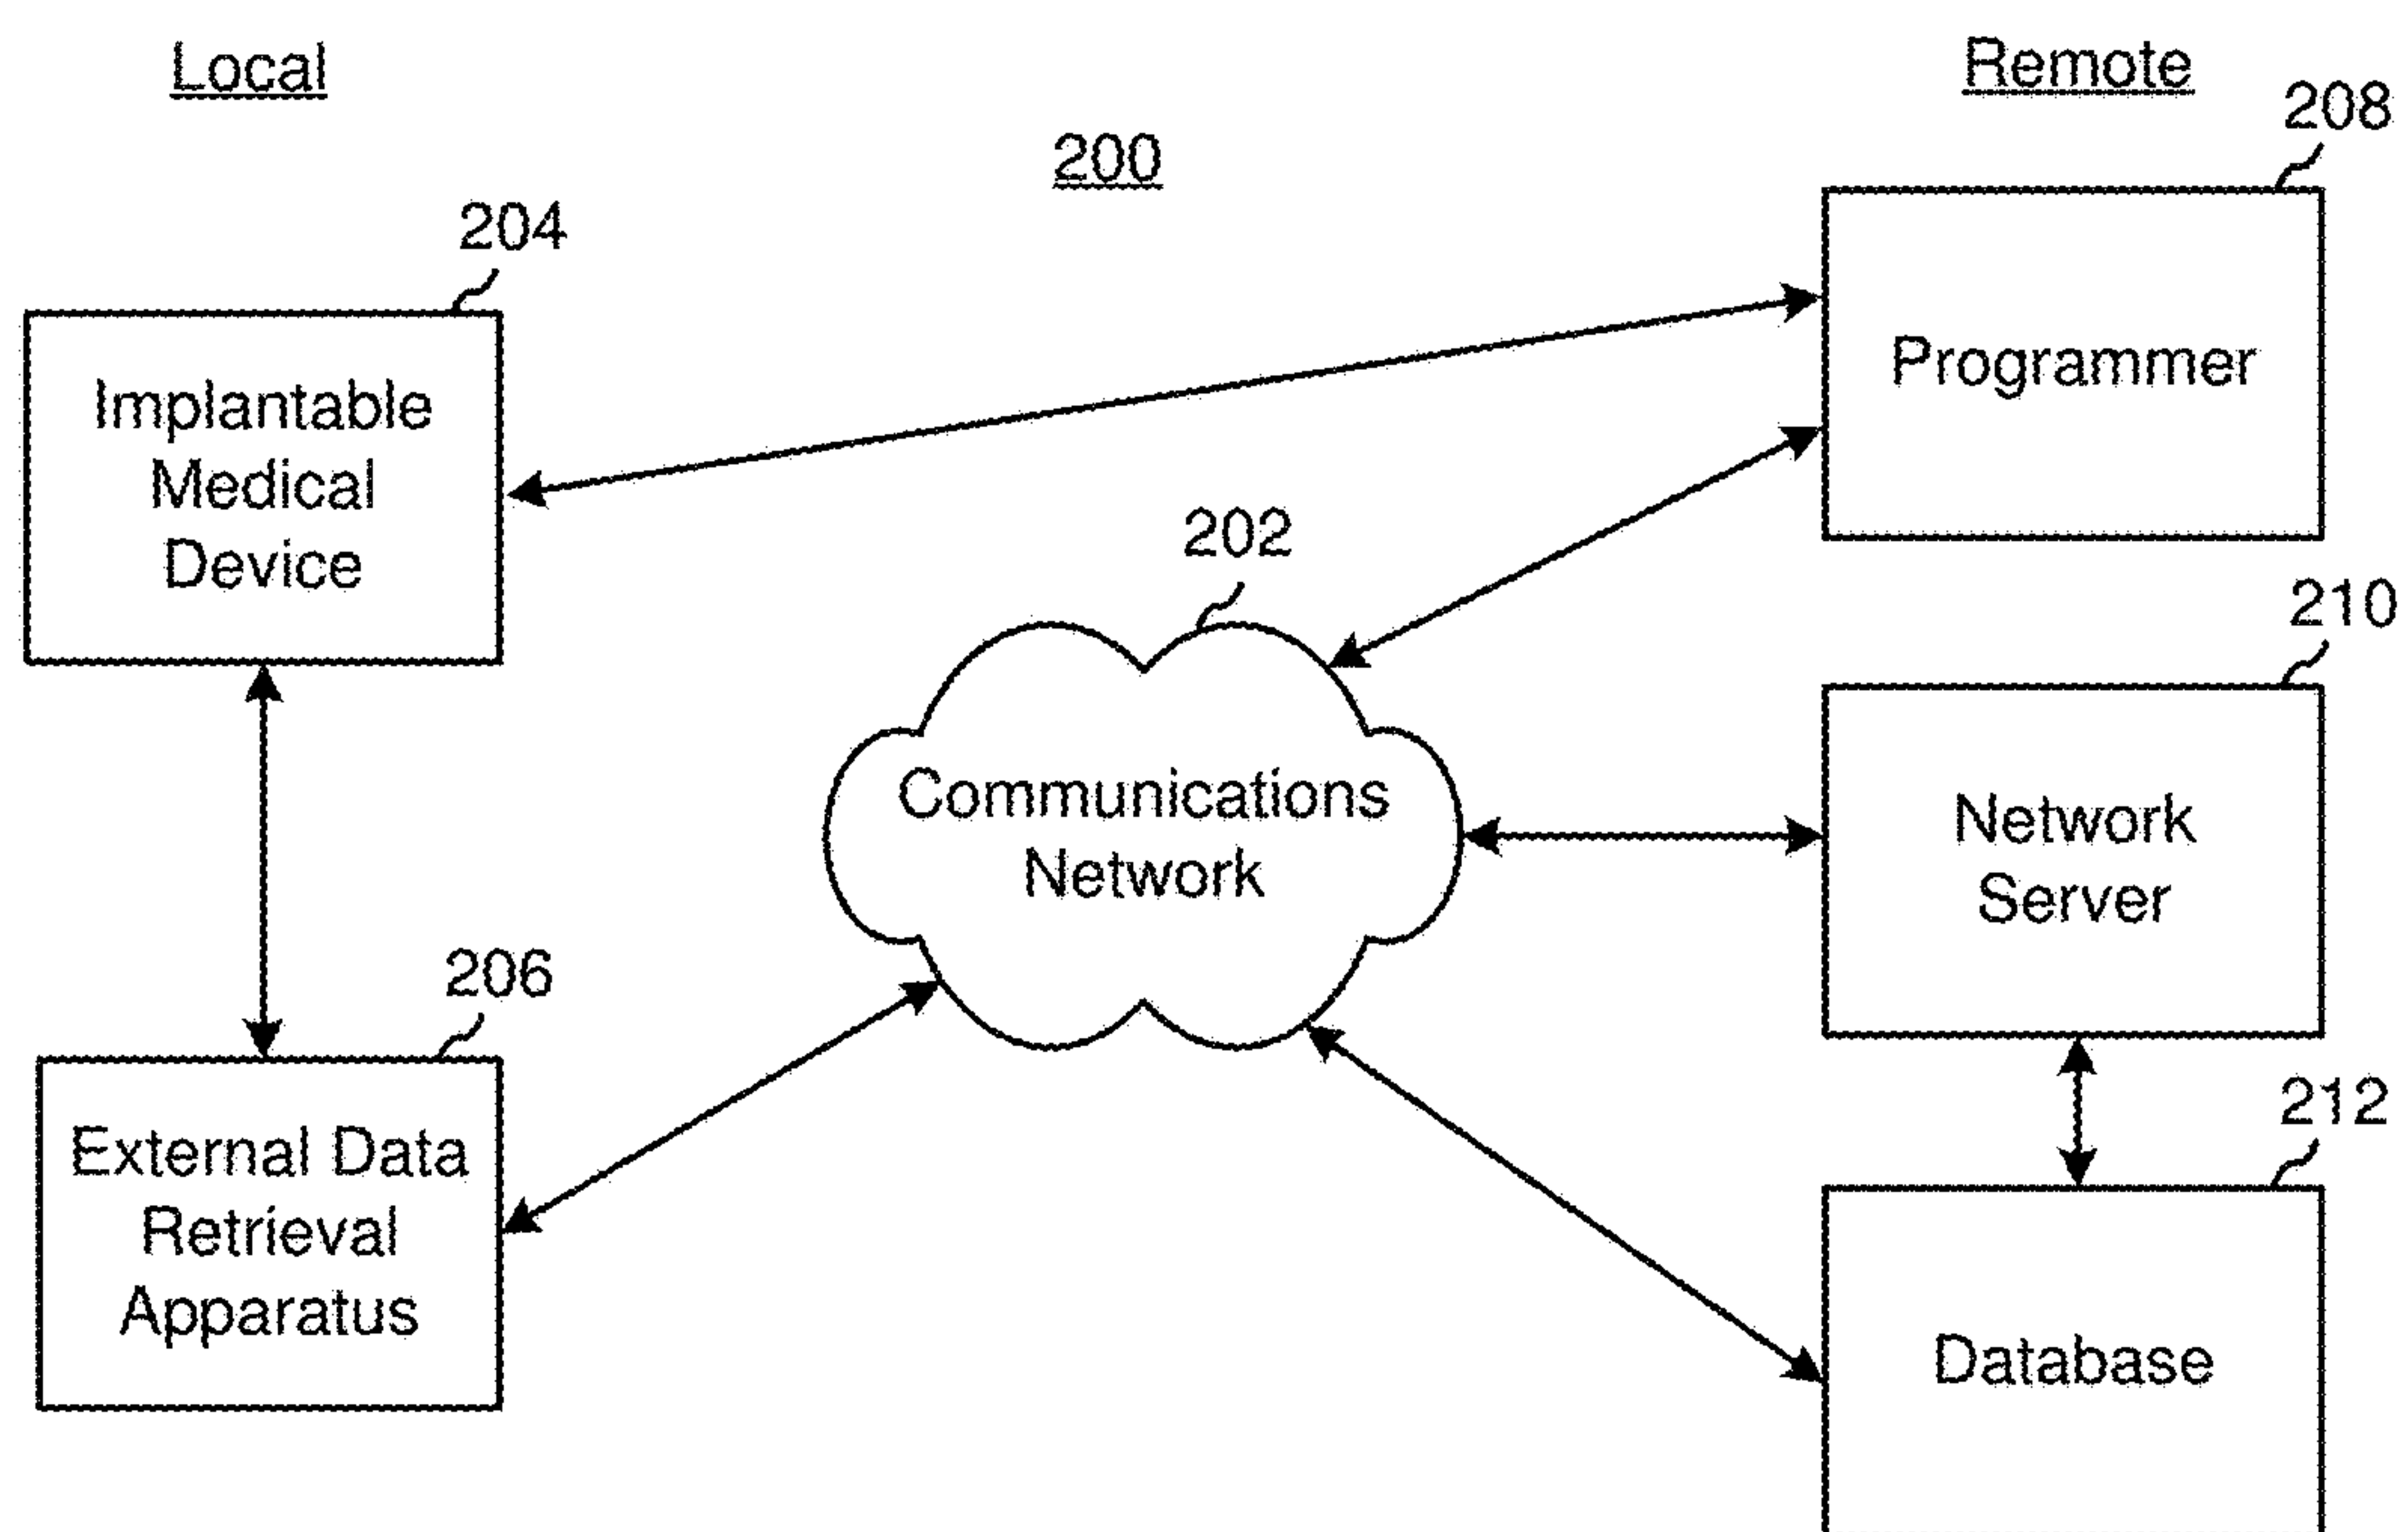 Local
Remote
200
208
204
Implantable
Medical
Device
Programmer
202
210
Communications
Network
Network
Server
206
212
External Data
Retrieval
Apparatus
Database